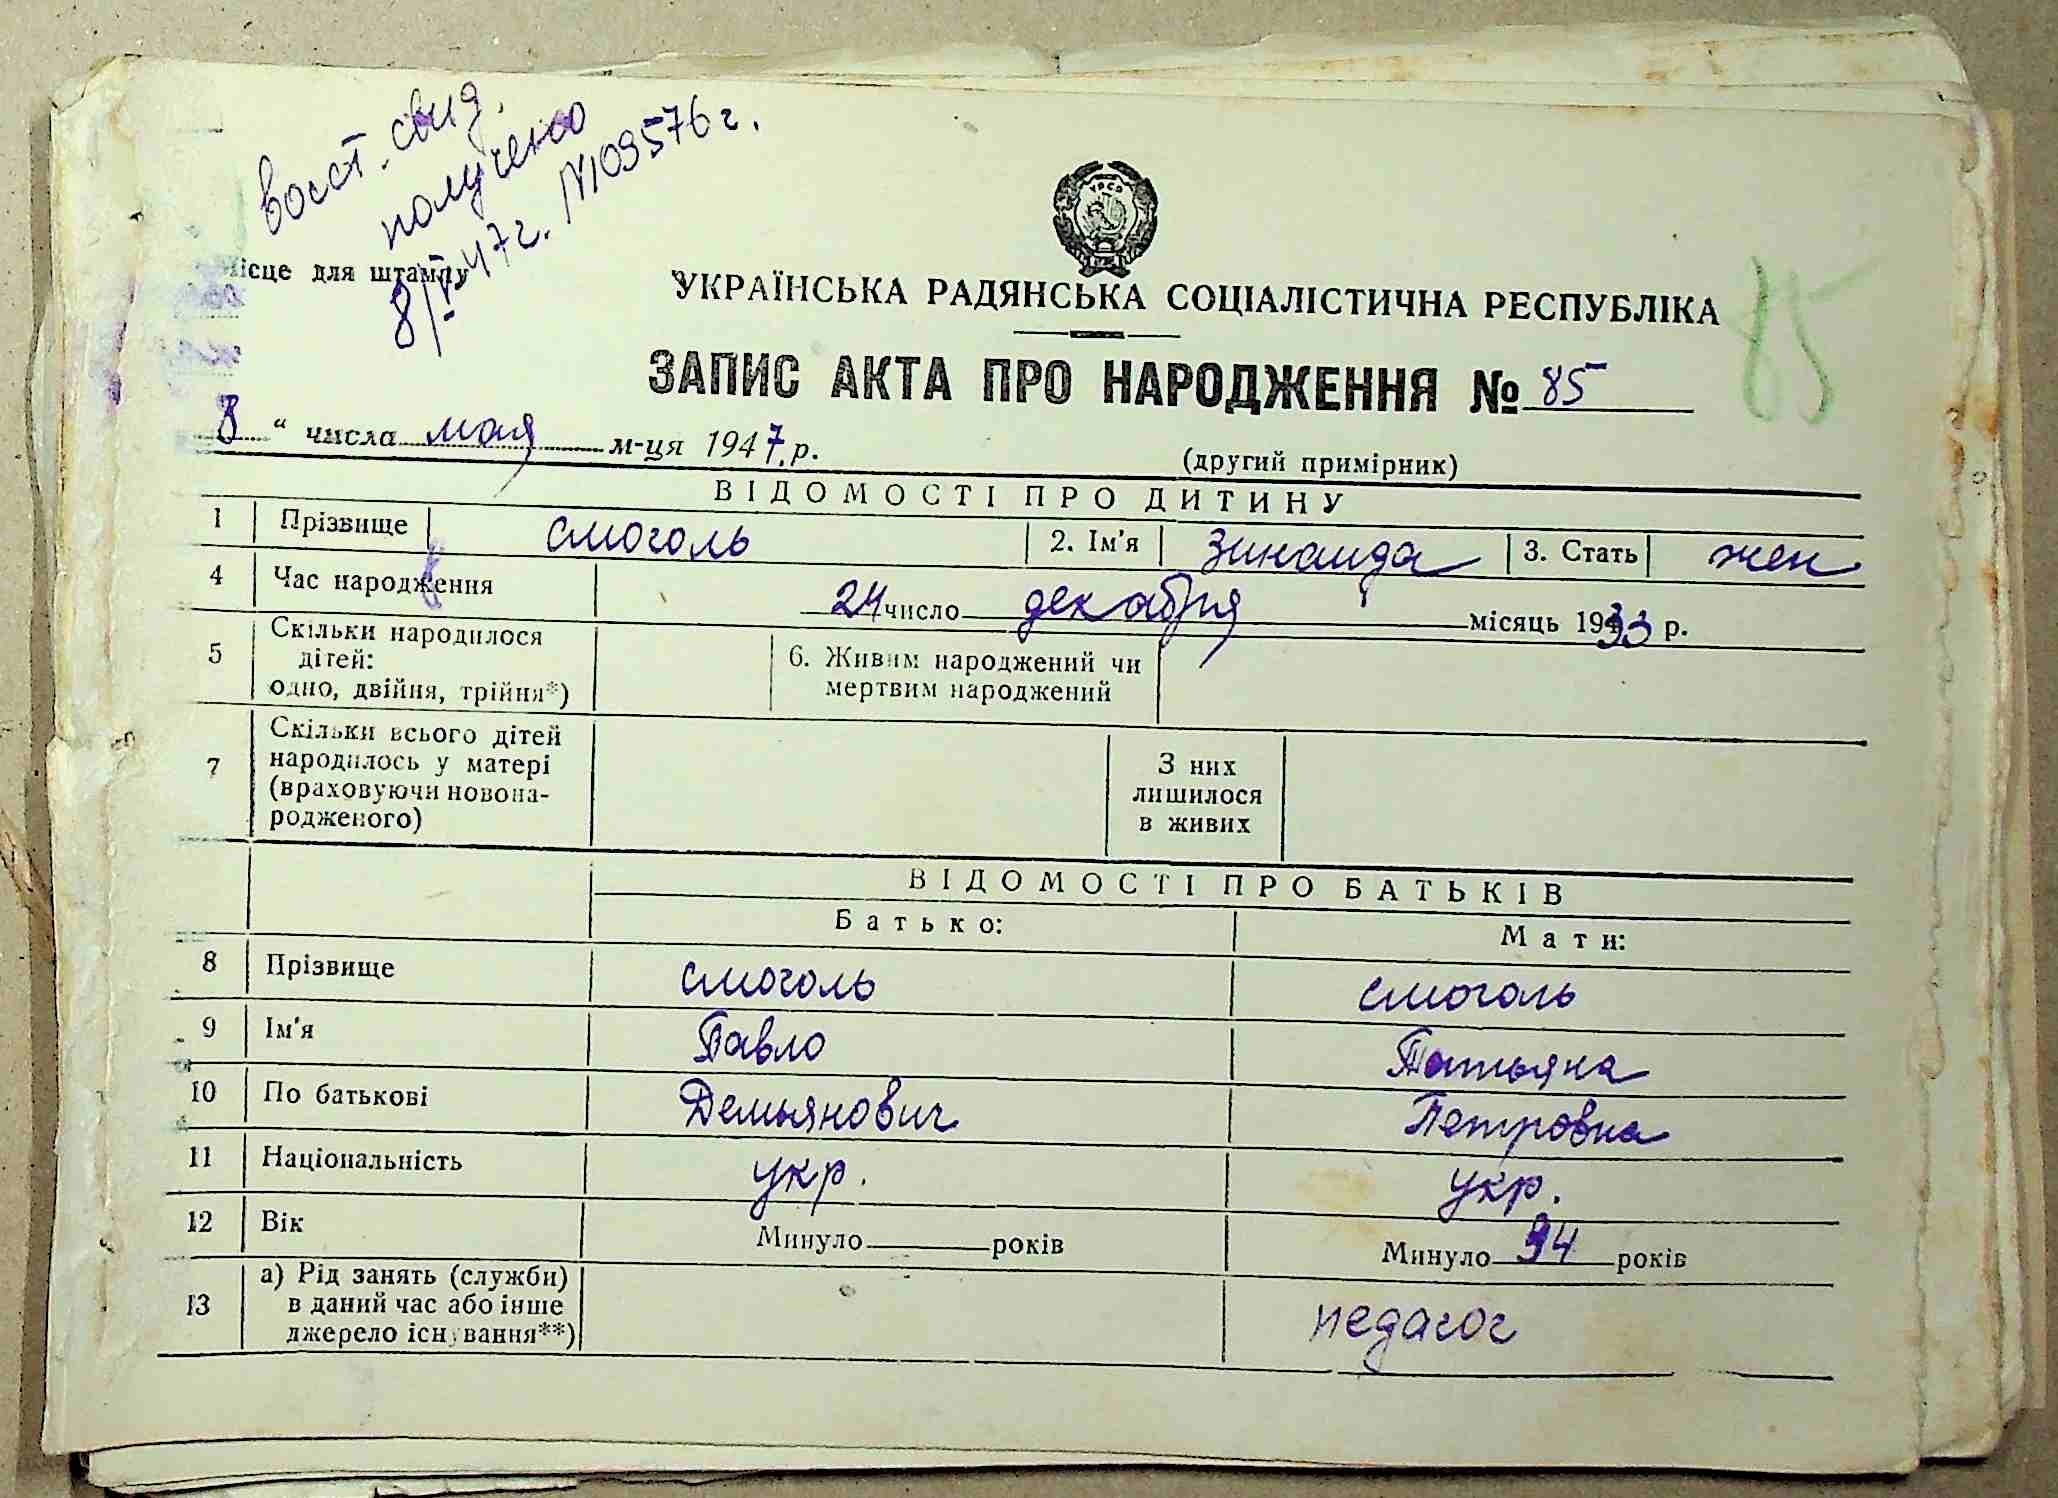 восст. свид.
получено
8/V-47г. N109576г.
УРСР
Місце для штампу
УКРАЇНСЬКА РАДЯНСЬКА СОЦІАЛІСТИЧНА РЕСПУБЛІКА
ЗАПИС АКТА ПРО НАРОДЖЕННЯ № 85
85
8 " числа мая м-ця 1947 р.
(другий примірник)
ВІДОМОСТІ ПРО ДИТИНУ
1 Прізвище смоголь 2. Ім'я Зинаида 3. Стать жен
4 Час народження 24 число декабря місяць 1933 р.
5 Скільки народилося
дітей:
одно, двійня, трійня*)
6. Живим народжений чи
мертвим народжений
7 Скільки всього дітей
народилось у матері
(враховуючи новона-
родженого)
З них
лишилося
в живих
ВІДОМОСТІ ПРО БАТЬКІВ
Батько: Мати:
8 Прізвище смоголь смоголь
9 Ім'я Павло Татьяна
10 По батькові Демьянович Петровна
11 Національність укр. укр.
12 Вік Минуло років Минуло 34 років
13 а) Рід занять (служби)
в даний час або інше
джерело існування**)
педагог